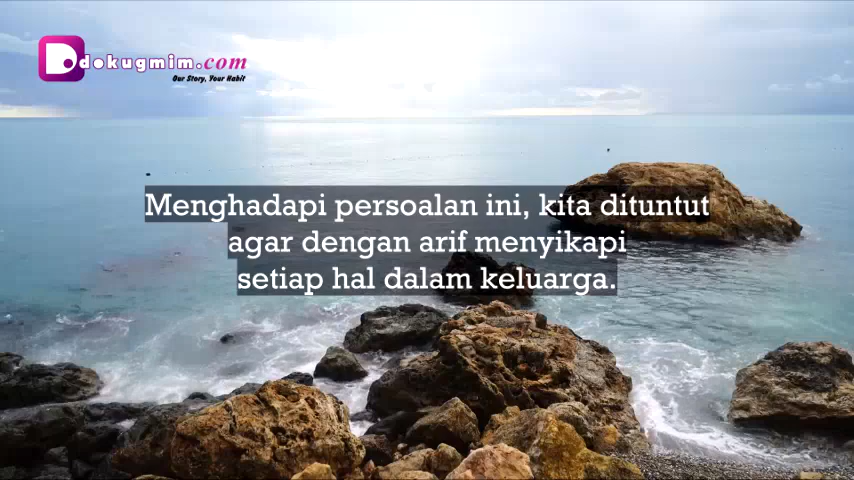 dokugmim.com
Our Story, Your Habit
Menghadapi persoalan ini, kita dituntut
agar dengan arif menyikapi
setiap hal dalam keluarga.